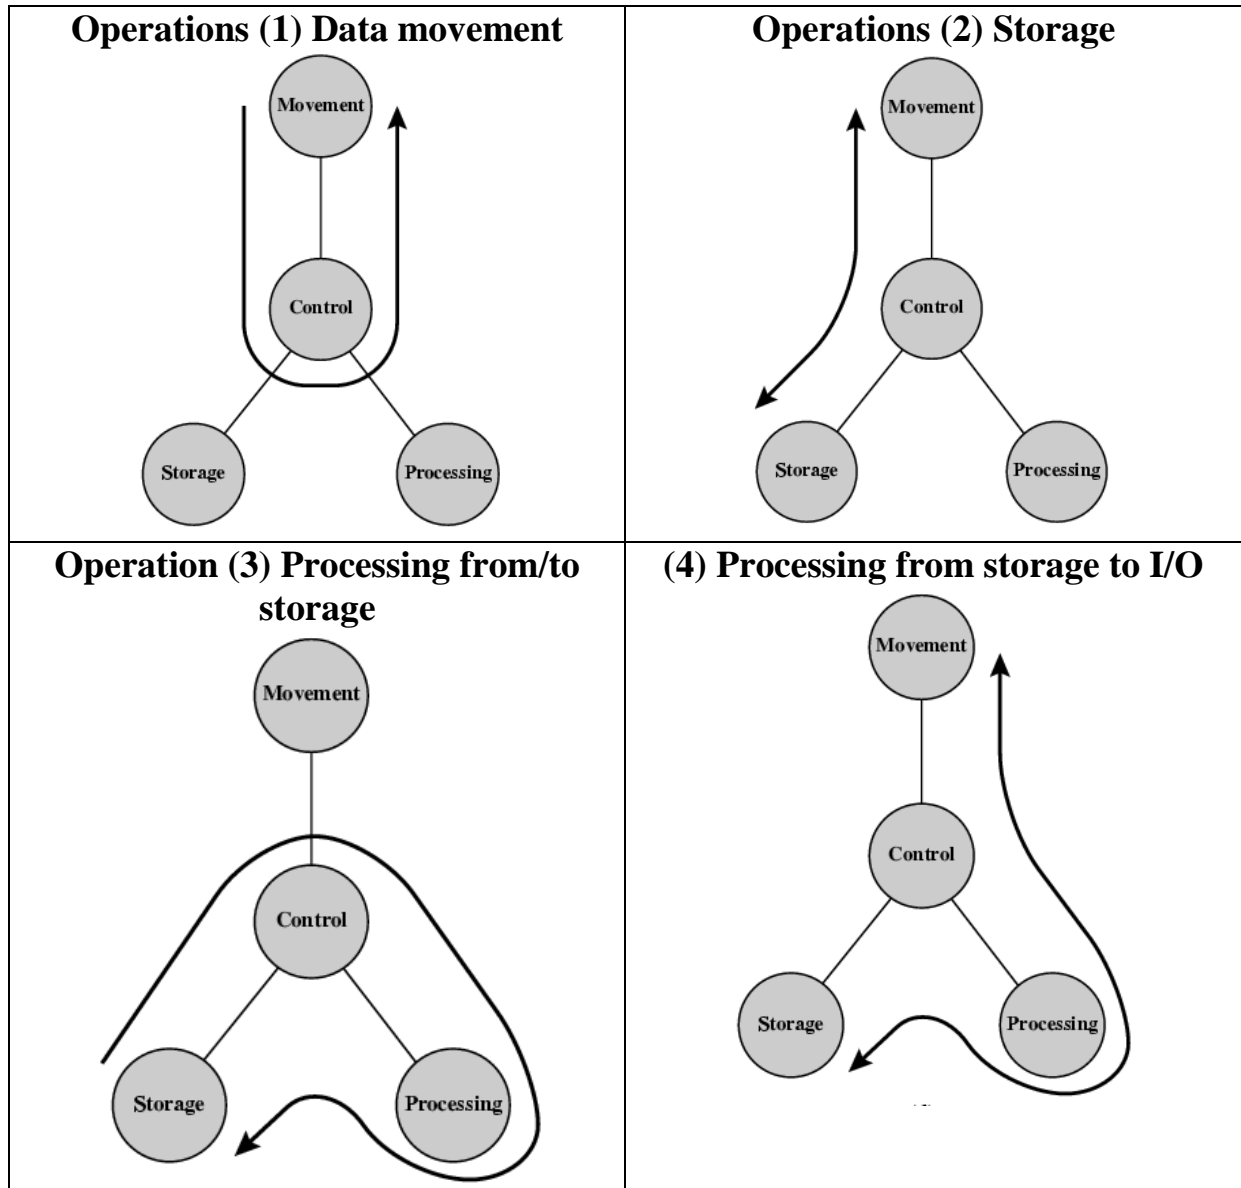 Operations (1) Data movement
Movement
Control
Storage
Processing
Operations (2) Storage
Movement
Control
Storage
Processing
Operation (3) Processing from/to
storage
Movement
Control
Storage
Processing
(4) Processing from storage to I/O
Movement
Control
Storage
Processing